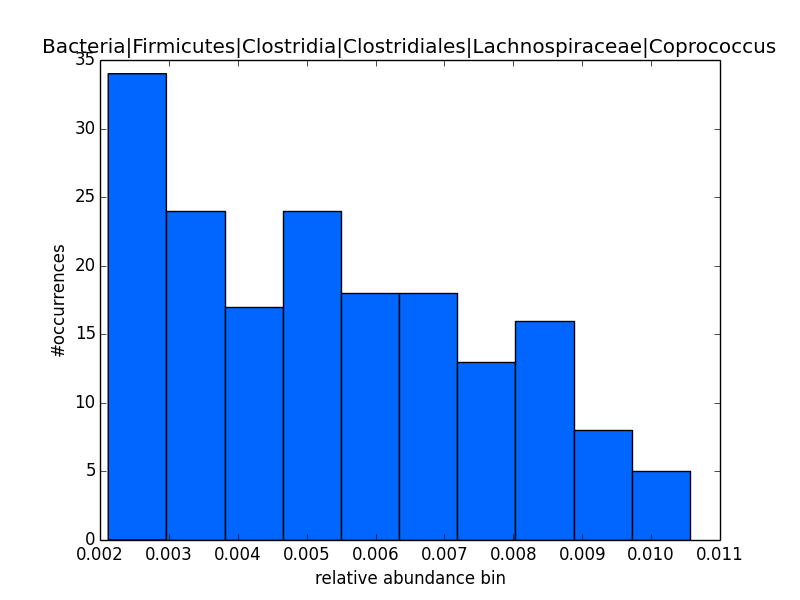 Bacteria|Firmicutes|Clostridia|Clostridiales|Lachnospiraceae|Coprococcus
35
30
25
20
15
10
5
0
#occurrences
0.002 0.003 0.004 0.005 0.006 0.007 0.008 0.009 0.010 0.011
relative abundance bin